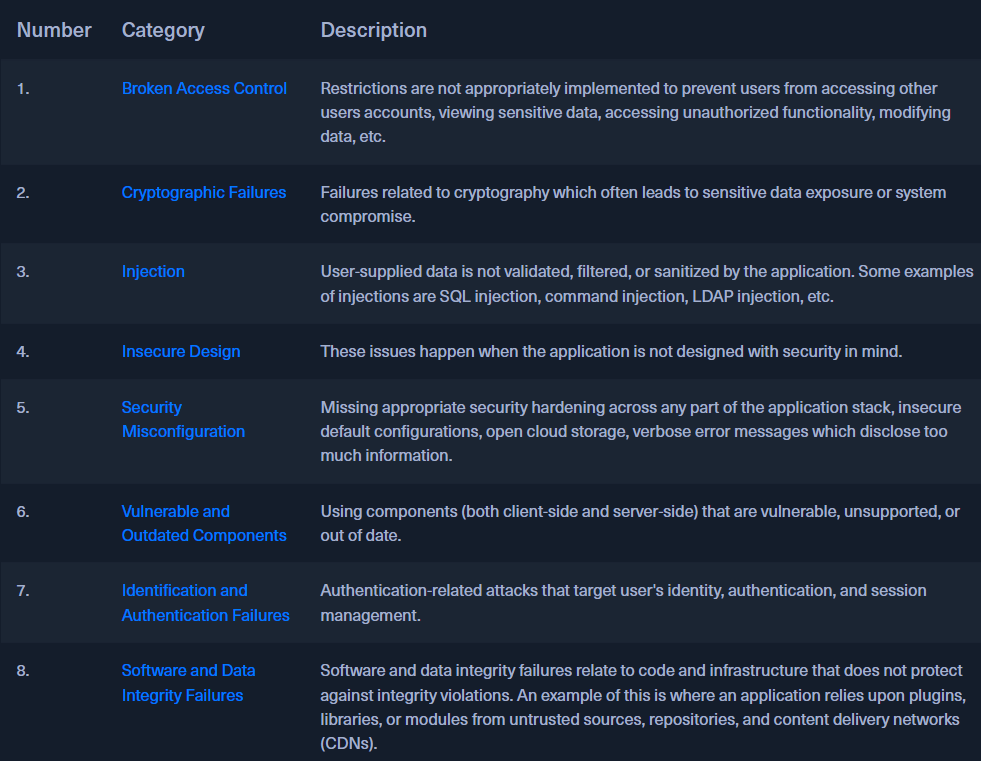 Number Category Description
1. Broken Access Control Restrictions are not appropriately implemented to prevent users from accessing other
users accounts, viewing sensitive data, accessing unauthorized functionality, modifying
data, etc.
2. Cryptographic Failures Failures related to cryptography which often leads to sensitive data exposure or system
compromise.
3. Injection User-supplied data is not validated, filtered, or sanitized by the application. Some examples
of injections are SQL injection, command injection, LDAP injection, etc.
4. Insecure Design These issues happen when the application is not designed with security in mind.
5. Security Missing appropriate security hardening across any part of the application stack, insecure
Misconfiguration default configurations, open cloud storage, verbose error messages which disclose too
much information.
6. Vulnerable and Using components (both client-side and server-side) that are vulnerable, unsupported, or
Outdated Components out of date.
7. Identification and Authentication-related attacks that target user's identity, authentication, and session
Authentication Failures management.
8. Software and Data Software and data integrity failures relate to code and infrastructure that does not protect
Integrity Failures against integrity violations. An example of this is where an application relies upon plugins,
libraries, or modules from untrusted sources, repositories, and content delivery networks
(CDNs).